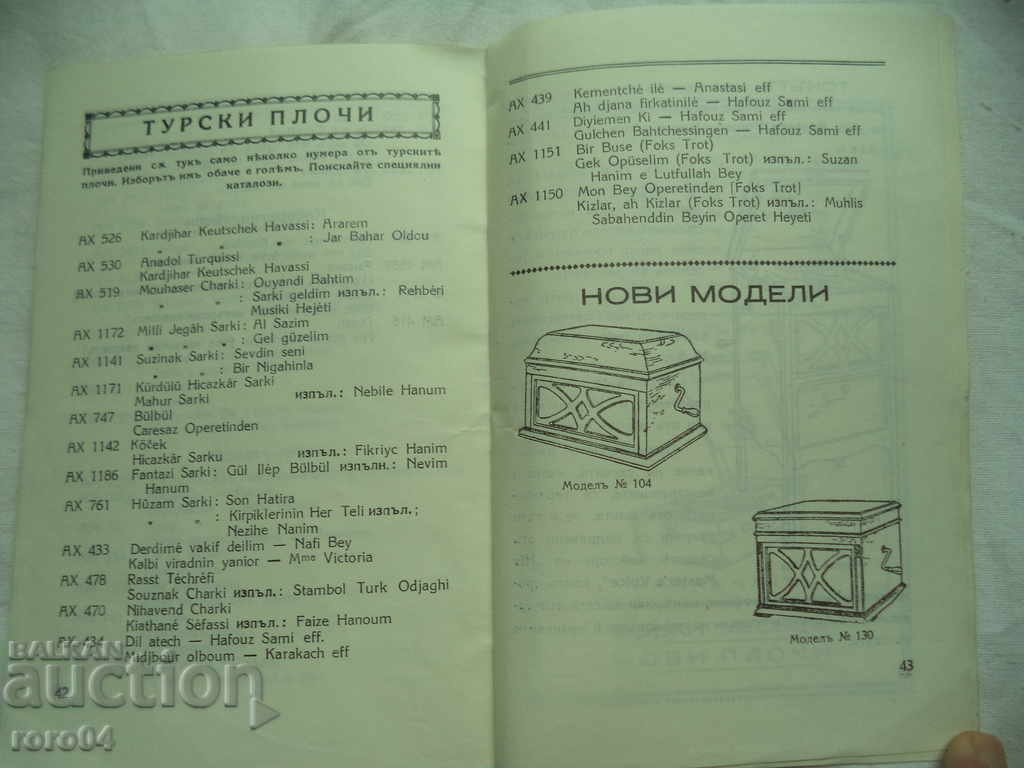 ТУРСКИ ПЛОЧИ
Приведени сѫ тукъ само нѣколко нумера отъ турските
плочи. Изборътъ имъ обаче е голѣмъ. Поискайте специялни
каталози.
AX 526 Kardjihar Keutschek Havassi: Ararem
" " " : Jar Bahar Oldou
AX 530 Anadol Turquissi
Kardjihar Keutschek Havassi
AX 519 Mouhaser Charki: Ouyandi Bahtim
" " : Sarki geldim изпъл.: Rehbéri
Musiki Hejéti
AX 1172 Milli Jegâh Sarki: Al Sazim
" " " : Gel güzelim
AX 1141 Suzinak Sarki: Sevdin seni
" " : Bir Nigahinla
AX 1171 Kürdülü Hicazkâr Sarki
Mahur Sarki изпъл.: Nebile Hanum
AX 747 Bülbül
Caresaz Operetinden
AX 1142 Köček
Hicazkâr Sarku изпъл.: Fikriyc Hanim
AX 1186 Fantazi Sarki: Gül Ilép Bülbül изпълн.: Nevim
Hanum
AX 761 Hüzam Sarki: Son Hatira
" " : Kirpiklerinin Her Teli изпъл.;
Nezihe Nanim
AX 433 Derdimé vakif deilim — Nafi Bey
Kalbi viradnin yanior — Mme Victoria
AX 478 Rasst Téchréfi
Souznak Charki изпъл.: Stambol Turk Odjaghi
AX 470 Nihavend Charki
Kiathané Séfassi изпъл.: Faize Hanoum
AX 434 Dil atech — Hafouz Sami eff.
Midjbour olboum — Karakach eff
42
AX 439 Kementché ilè — Anastasi eff
Ah djana firkatinilé — Hafouz Sami eff
AX 441 Diyiemen Ki — Hafouz Sami eff
Gulchen Bahtchessingen — Hafouz Sami eff
AX 1151 Bir Buse (Foks Trot)
Gek Opüselim (Foks Trot) изпъл.: Suzan
Hanim e Lutfullah Bey
AX 1150 Mon Bey Operetinden [Foks Trot)
Kizlar, ah Kizlar (Foks Trot) изпъл.: Muhlis
Sabahenddin Beyin Operet Heyeti
НОВИ МОДЕЛИ
Моделъ № 104
Моделъ № 130
43
BALKAN
auction
roro04